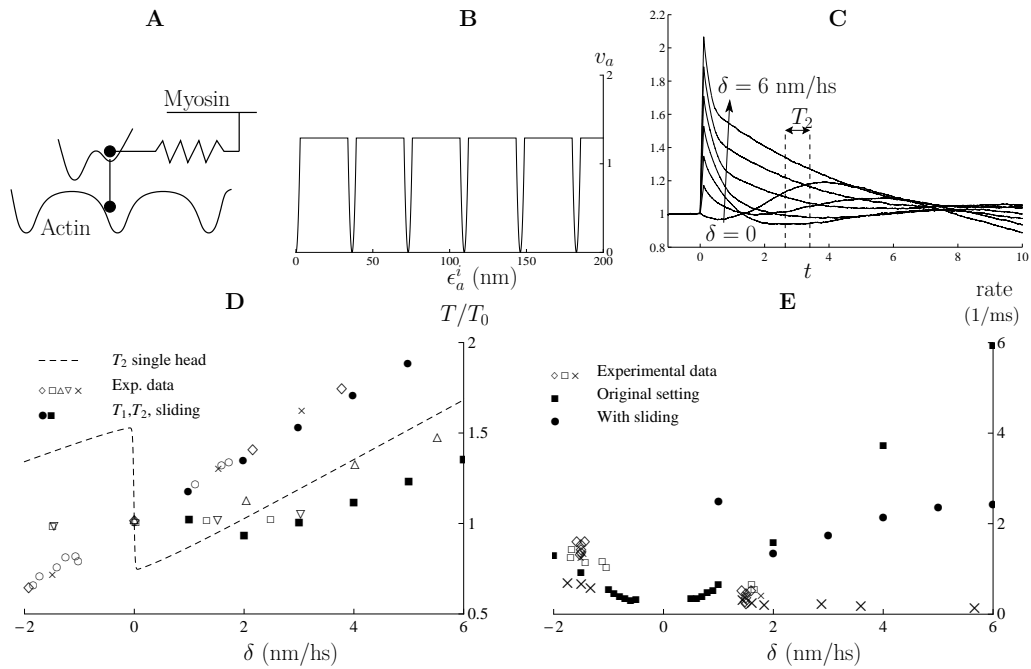 A
B
C
Myosin
Actin
v_a
2
1
0
0
50
100
150
200
ϵ_a^i (nm)
2.2
2
1.8
1.6
1.4
1.2
1
0.8
δ = 6 nm/hs
T_2
δ = 0
−1
0
2
4
6
8
10
t
D
T/T_0
T_2 single head
Exp. data
T_1,T_2, sliding
2
1.5
1
0.5
−2
0
2
4
6
δ (nm/hs)
E
rate
(1/ms)
Experimental data
Original setting
With sliding
6
4
2
0
−2
0
2
4
6
δ (nm/hs)